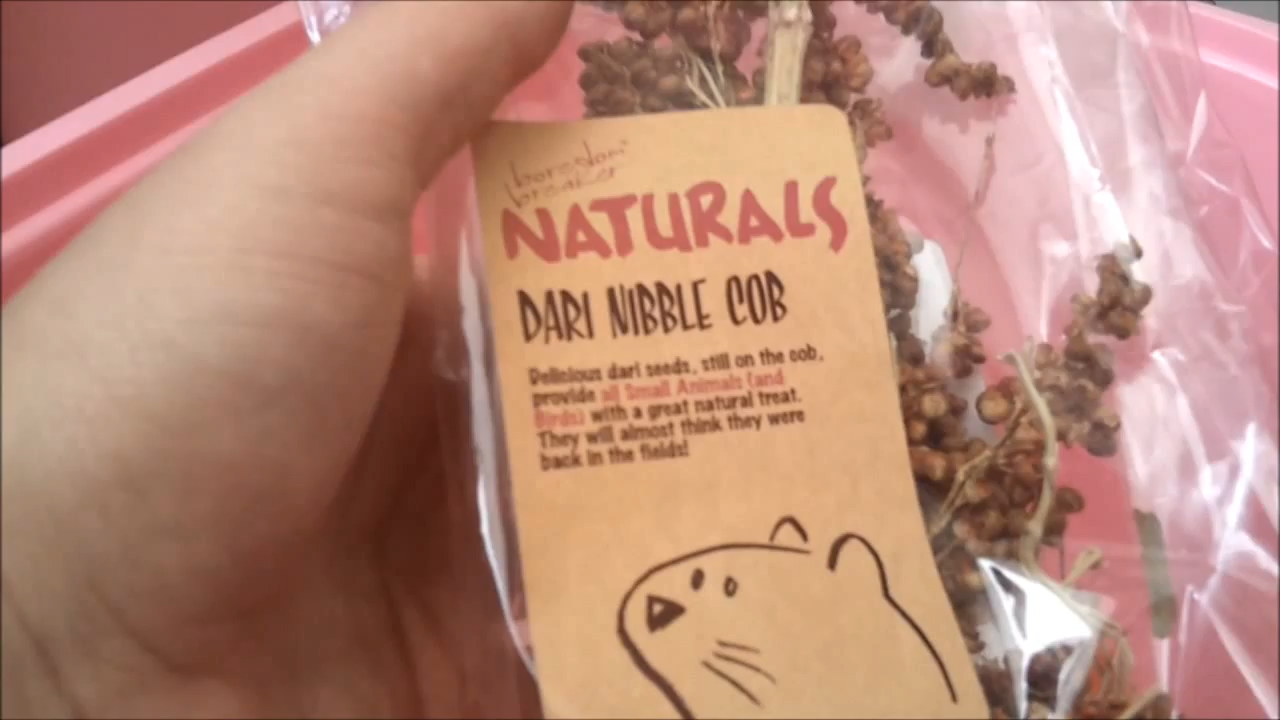 boredom
breaker
NATURALS
DARI NIBBLE COB
Delicious dari seeds, still on the cob,
provide all Small Animals (and
Birds) with a great natural treat.
They will almost think they were
back in the fields!